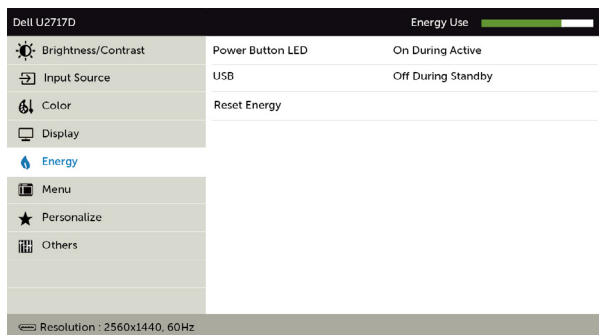 Dell U2717D Energy Use
Brightness/Contrast Power Button LED On During Active
Input Source USB Off During Standby
Color Reset Energy
Display
Energy
Menu
Personalize
Others
Resolution : 2560x1440, 60Hz